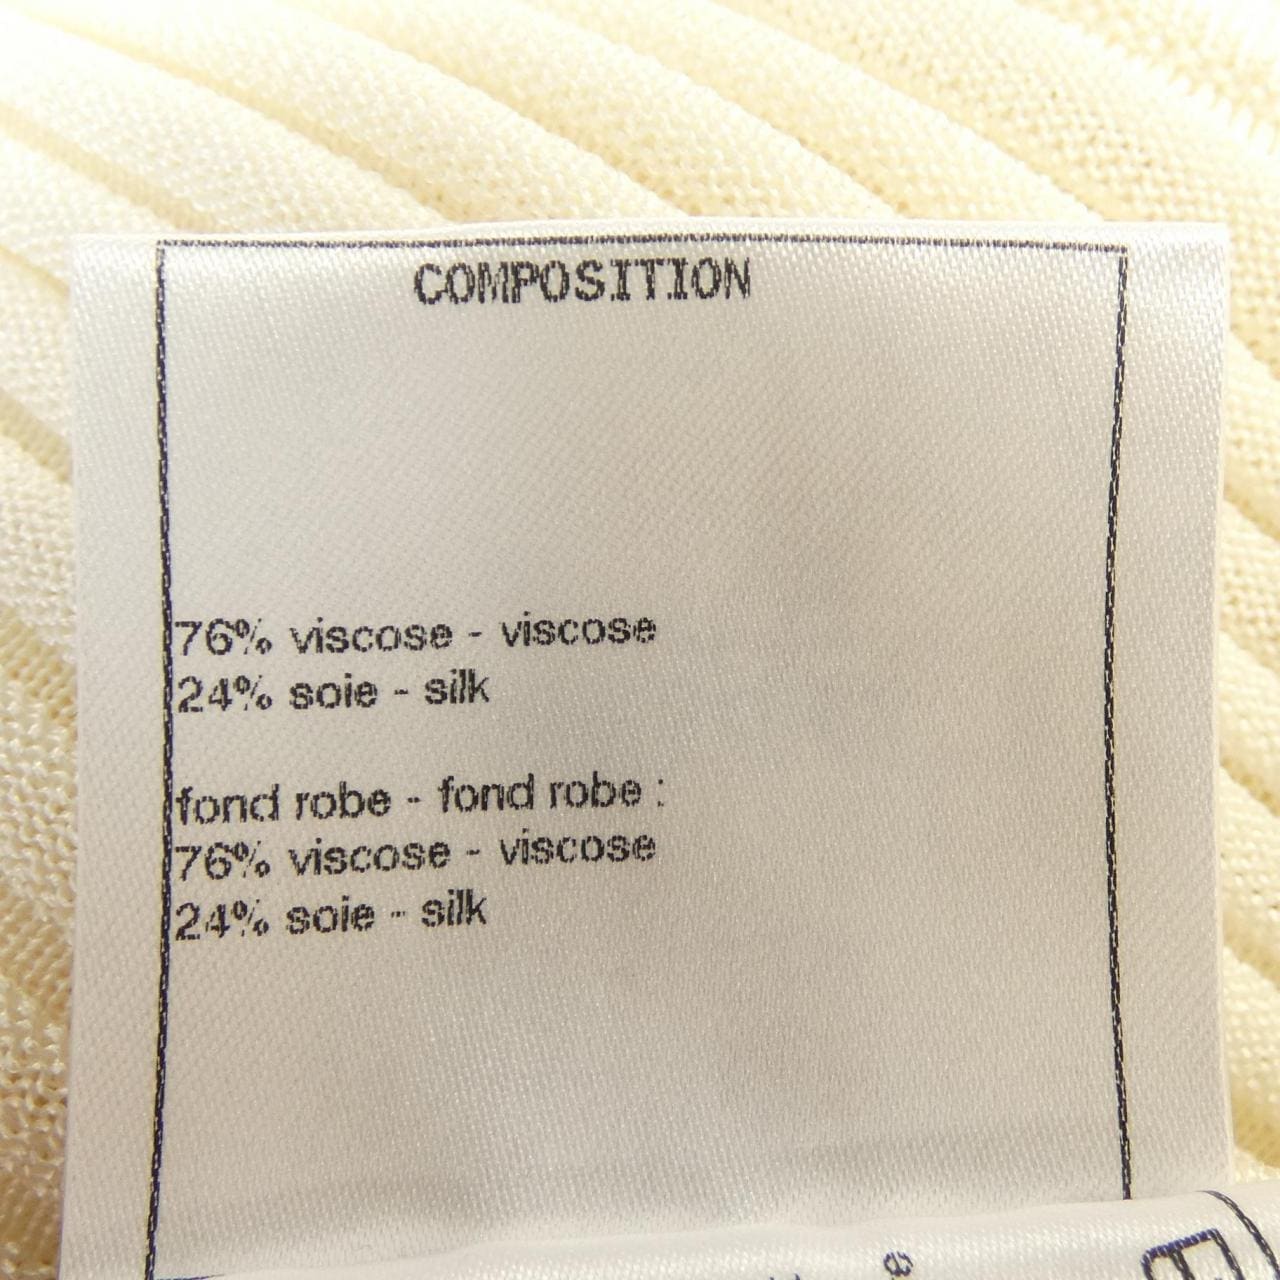 COMPOSITION
76% viscose - viscose
24% soie - silk
fond robe - fond robe :
76% viscose - viscose
24% soie - silk